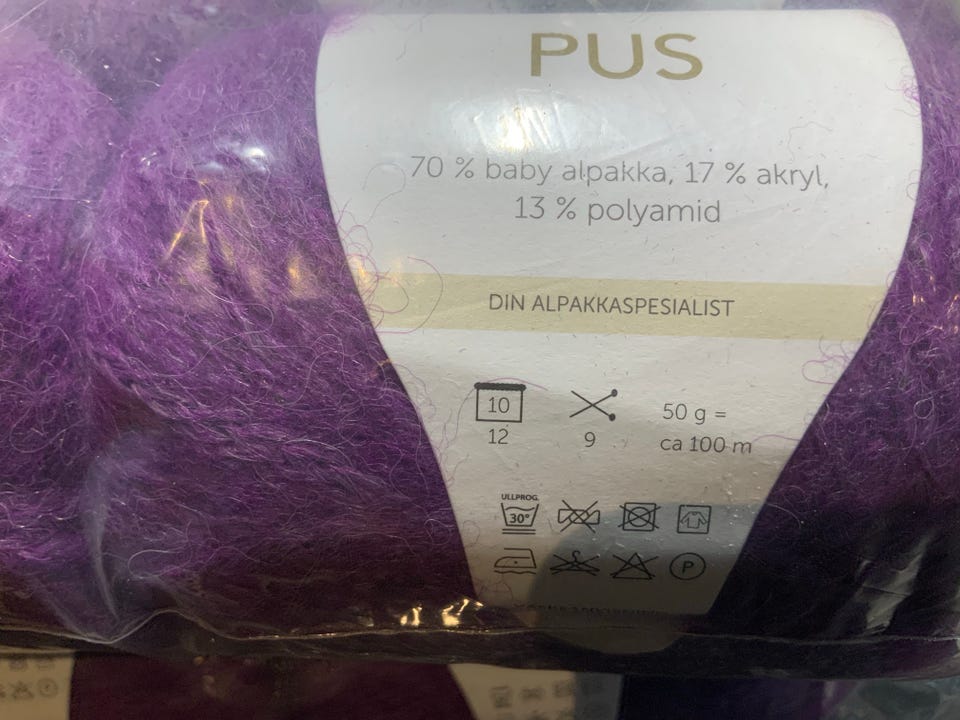 PUS
70 % baby alpakka, 17 % akryl,
13 % polyamid
DIN ALPAKKASPESIALIST
10
12
9
50 g =
ca 100 m
ULLPROG.
30°
P